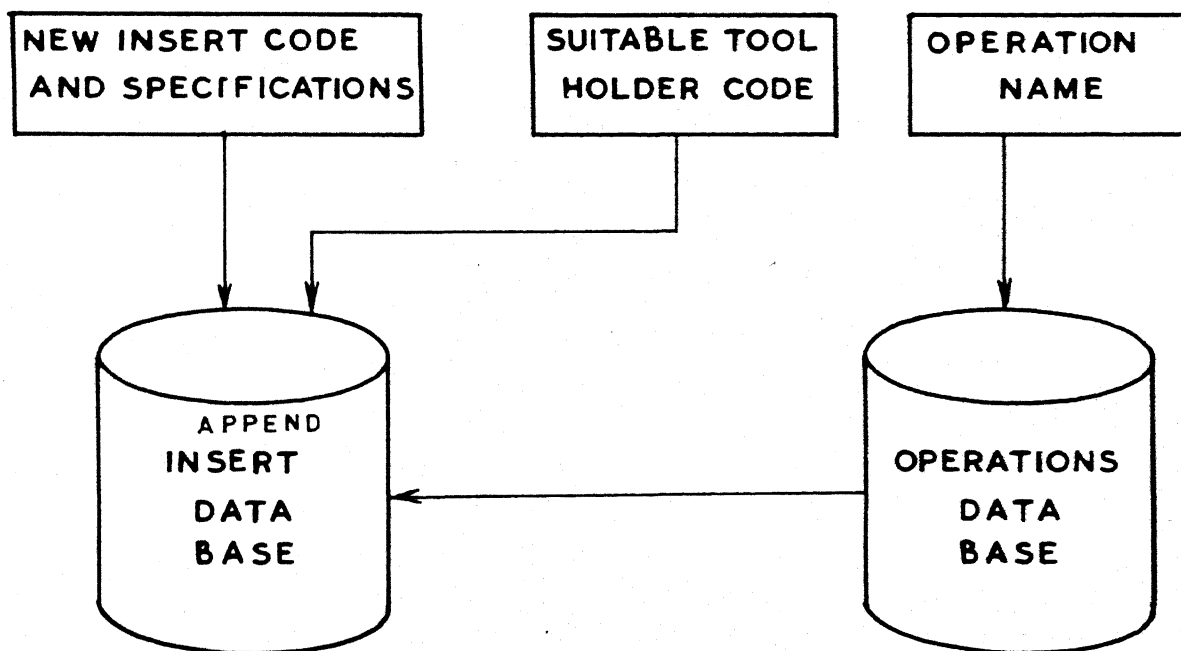 NEW INSERT CODE
AND SPECIFICATIONS
SUITABLE TOOL
HOLDER CODE
OPERATION
NAME
APPEND
INSERT
DATA
BASE
OPERATIONS
DATA
BASE